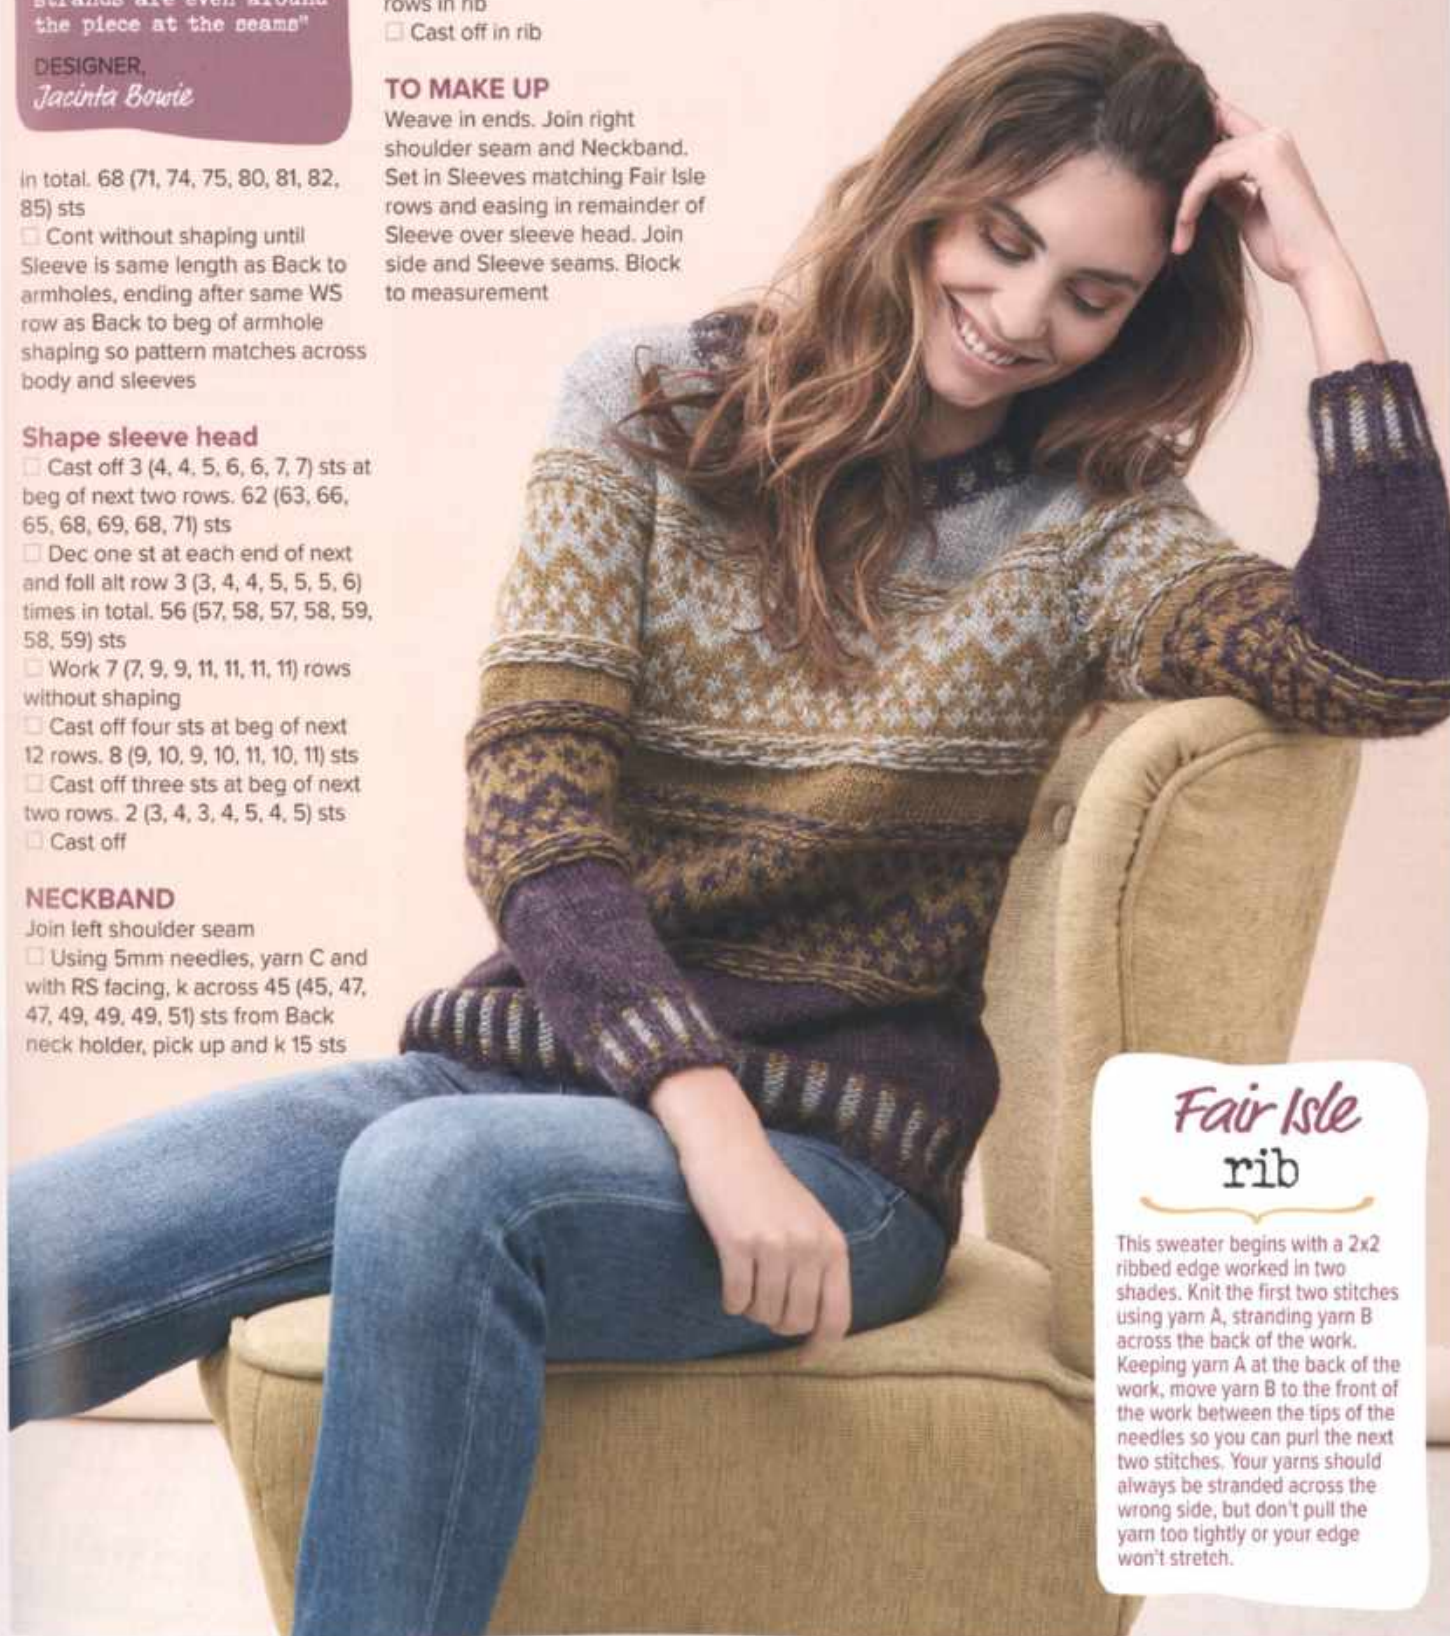 strands are even around
the piece at the seams"
DESIGNER,
Jacinta Bowie
in total. 68 (71, 74, 75, 80, 81, 82,
85) sts
Cont without shaping until
Sleeve is same length as Back to
armholes, ending after same WS
row as Back to beg of armhole
shaping so pattern matches across
body and sleeves
Shape sleeve head
Cast off 3 (4, 4, 5, 6, 6, 7, 7) sts at
beg of next two rows. 62 (63, 66,
65, 68, 69, 68, 71) sts
Dec one st at each end of next
and foll alt row 3 (3, 4, 4, 5, 5, 5, 6)
times in total. 56 (57, 58, 57, 58, 59,
58, 59) sts
Work 7 (7, 9, 9, 11, 11, 11, 11) rows
without shaping
Cast off four sts at beg of next
12 rows. 8 (9, 10, 9, 10, 11, 10, 11) sts
Cast off three sts at beg of next
two rows. 2 (3, 4, 3, 4, 5, 4, 5) sts
Cast off
NECKBAND
Join left shoulder seam
Using 5mm needles, yarn C and
with RS facing, k across 45 (45, 47,
47, 49, 49, 49, 51) sts from Back
neck holder, pick up and k 15 sts
rows in rib
Cast off in rib
TO MAKE UP
Weave in ends. Join right
shoulder seam and Neckband.
Set in Sleeves matching Fair Isle
rows and easing in remainder of
Sleeve over sleeve head. Join
side and Sleeve seams. Block
to measurement
Fair Isle
rib
This sweater begins with a 2x2
ribbed edge worked in two
shades. Knit the first two stitches
using yarn A, stranding yarn B
across the back of the work.
Keeping yarn A at the back of the
work, move yarn B to the front of
the work between the tips of the
needles so you can purl the next
two stitches. Your yarns should
always be stranded across the
wrong side, but don't pull the
yarn too tightly or your edge
won't stretch.